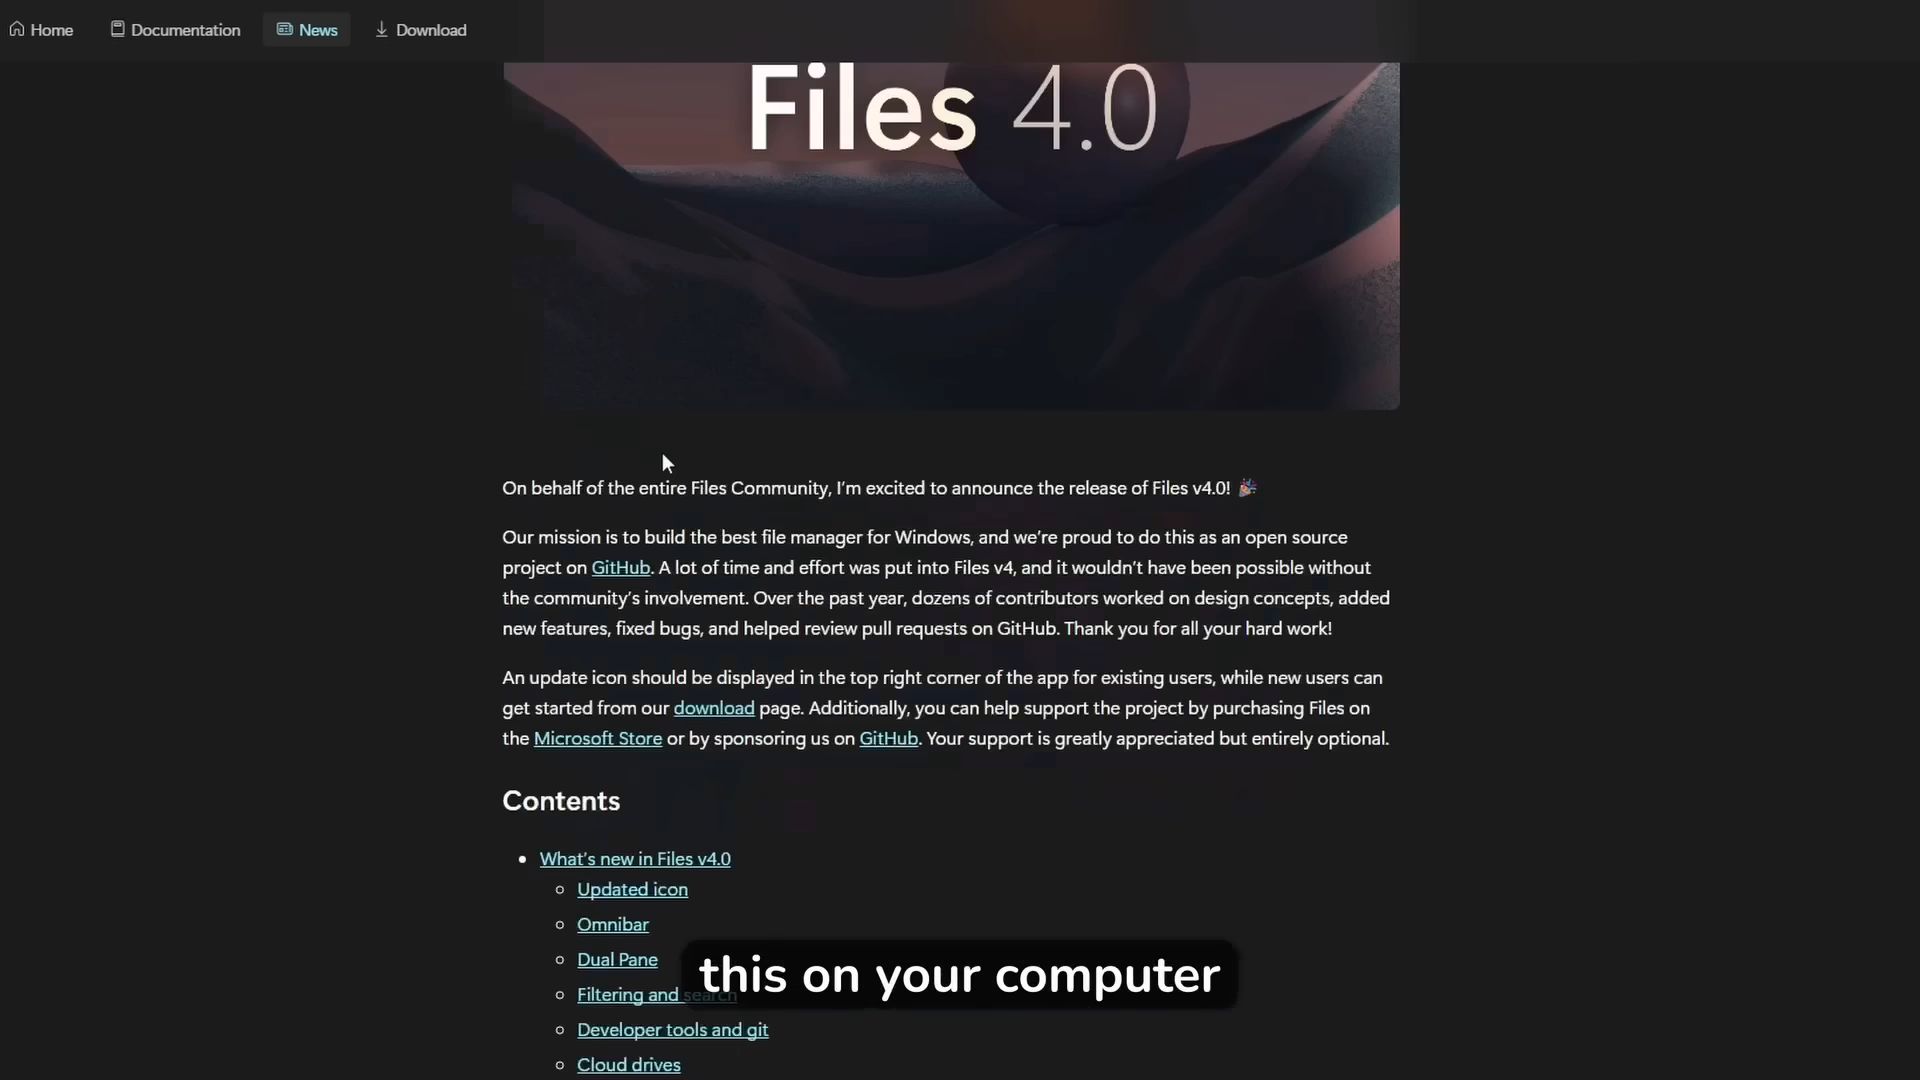 Home Documentation News Download
Files 4.0
On behalf of the entire Files Community, I'm excited to announce the release of Files v4.0! 🎉
Our mission is to build the best file manager for Windows, and we're proud to do this as an open source
project on GitHub. A lot of time and effort was put into Files v4, and it wouldn't have been possible without
the community's involvement. Over the past year, dozens of contributors worked on design concepts, added
new features, fixed bugs, and helped review pull requests on GitHub. Thank you for all your hard work!
An update icon should be displayed in the top right corner of the app for existing users, while new users can
get started from our download page. Additionally, you can help support the project by purchasing Files on
the Microsoft Store or by sponsoring us on GitHub. Your support is greatly appreciated but entirely optional.
Contents
What's new in Files v4.0
Updated icon
Omnibar
Dual Pane
Filtering and search
Developer tools and git
Cloud drives
this on your computer